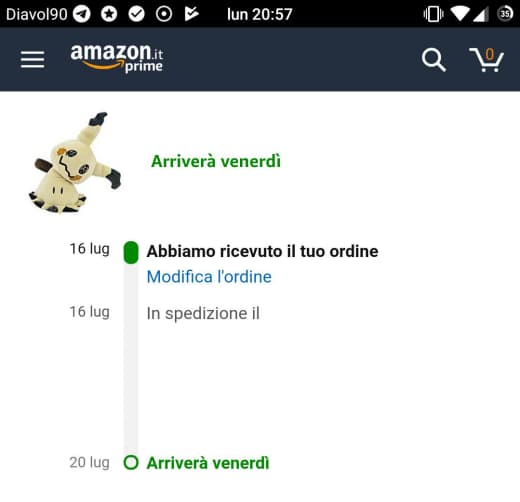 Diavol90 lun 20:57 35
amazon.it
prime
0
Arriverà venerdì
16 lug Abbiamo ricevuto il tuo ordine
Modifica l'ordine
16 lug In spedizione il
20 lug Arriverà venerdì